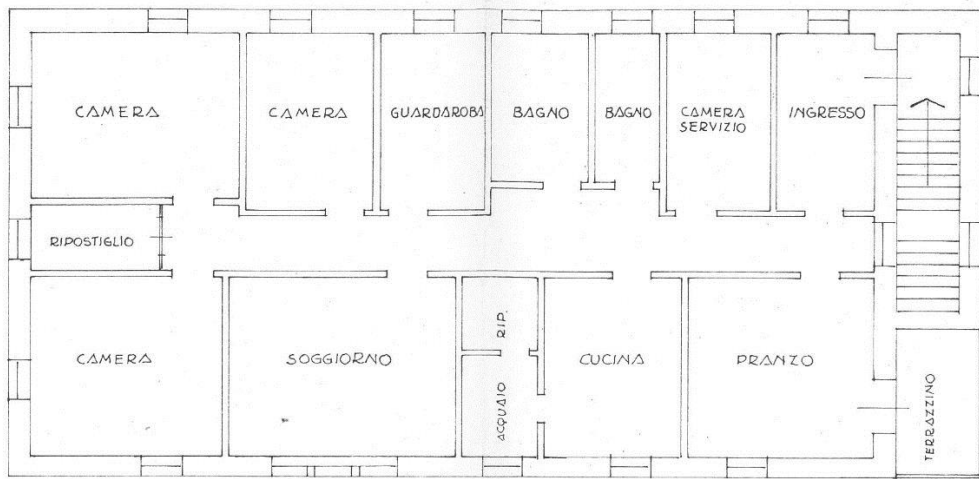 CAMERA
CAMERA
GUARDAROBA
BAGNO
BAGNO
CAMERA
SERVIZIO
INGRESSO
RIPOSTIGLIO
CAMERA
SOGGIORNO
RIP.
ACQUAIO
CUCINA
PRANZO
TERRAZZINO